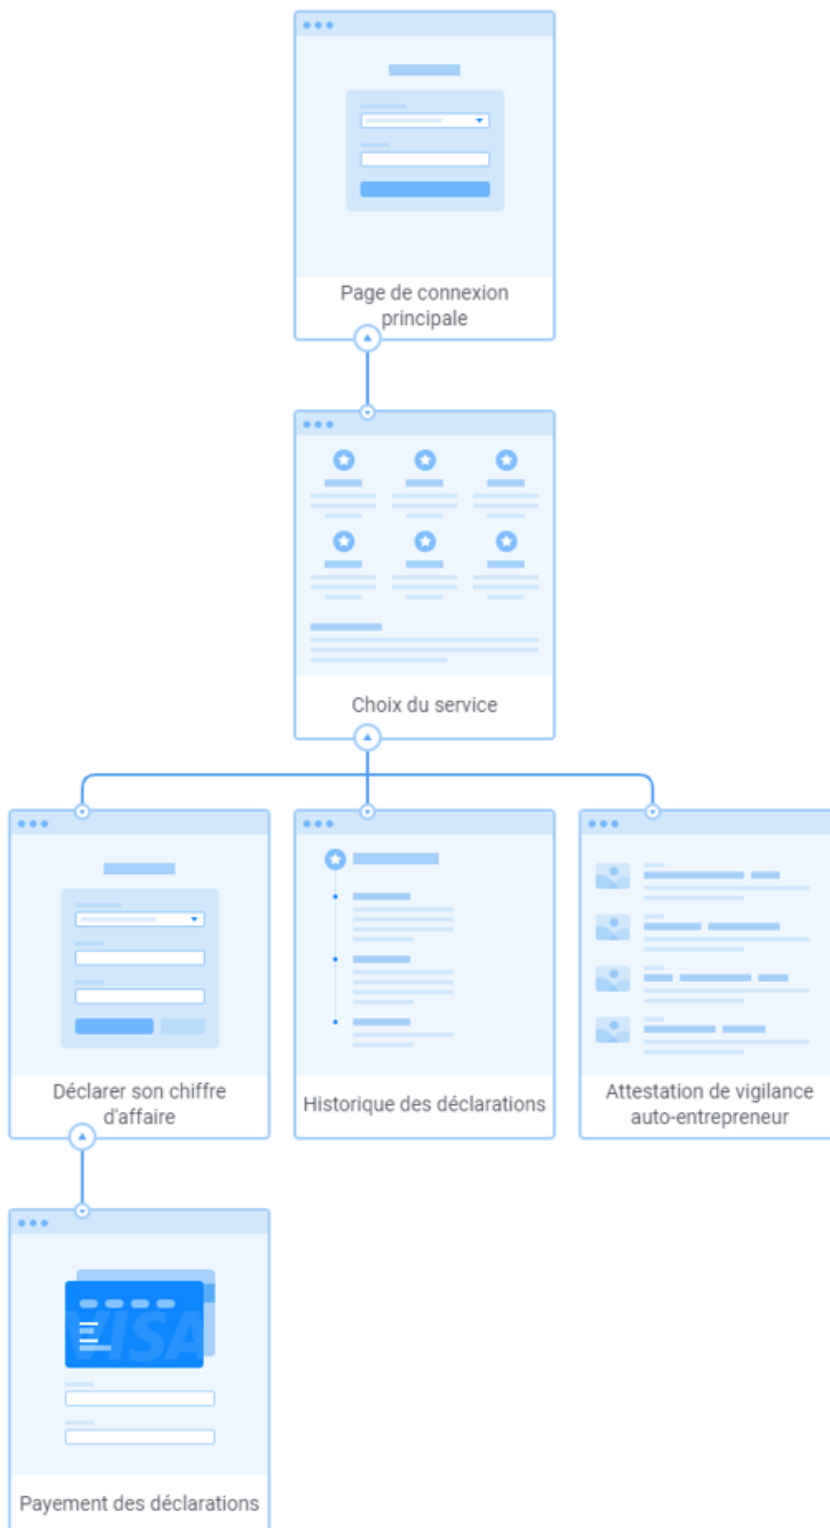 Page de connexion
principale
Choix du service
Déclarer son chiffre
d'affaire
Historique des déclarations
Attestation de vigilance
auto-entrepreneur
VISA
Payement des déclarations